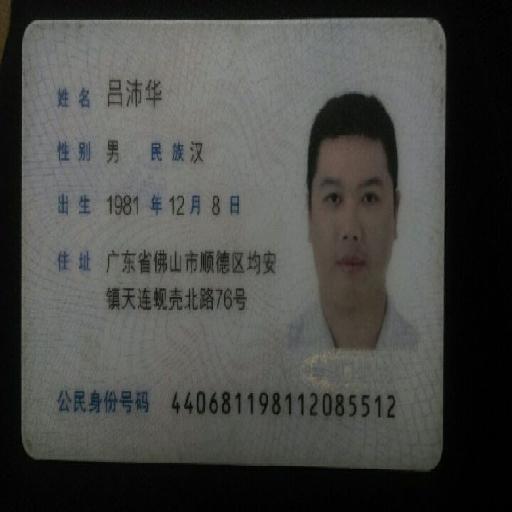 姓名 吕沛华
性别 男 民族 汉
出生 1981 年 12 月 8 日
住址 广东省佛山市顺德区均安
镇天连蚬壳北路76号
公民身份号码 440681198112085512